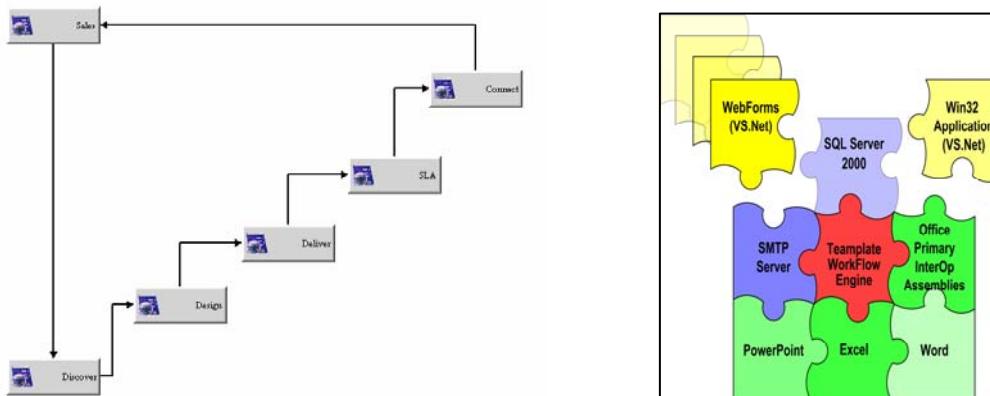 Sales
Connect
SLA
Deliver
Design
Discover
WebForms
(VS.Net)
Win32
Application
(VS.Net)
SQL Server
2000
SMTP
Server
Teamplate
WorkFlow
Engine
Office
Primary
InterOp
Assemblies
PowerPoint
Excel
Word